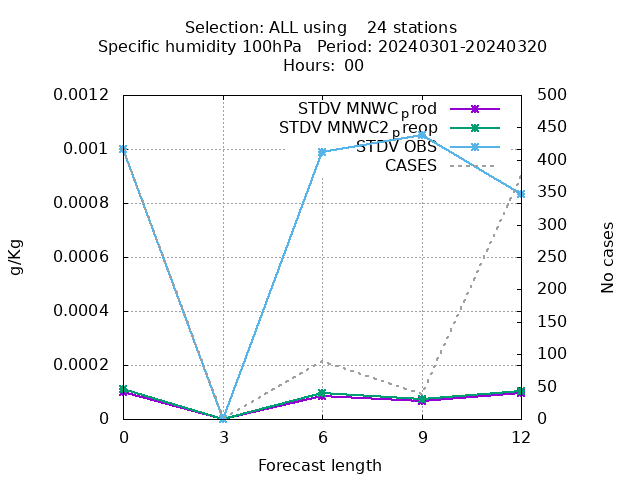 Selection: ALL using 24 stations
Specific humidity 100hPa Period: 20240301-20240320
Hours: 00
0.0012
0.001
0.0008
0.0006
0.0004
0.0002
0
g/Kg
STDV MNWC_prod
STDV MNWC2_preop
STDV OBS
CASES
500
450
400
350
300
250
200
150
100
50
0
No cases
0 3 6 9 12
Forecast length